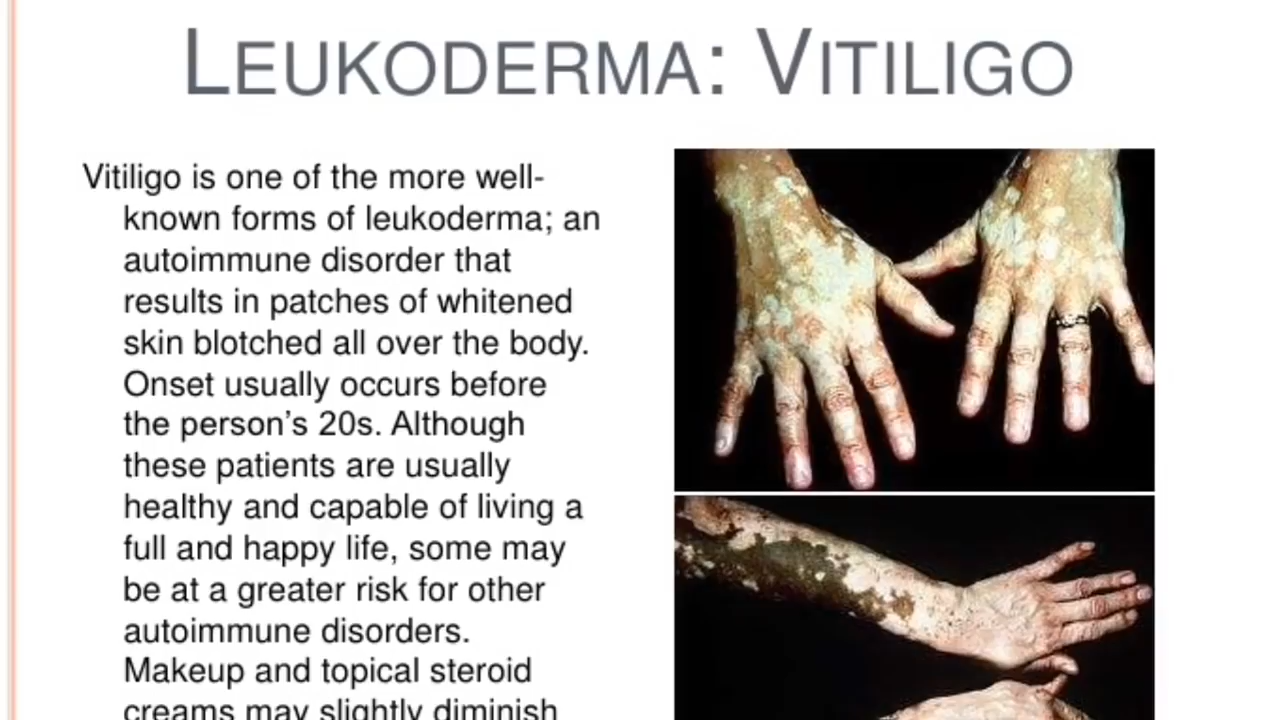 LEUKODERMA: VITILIGO
Vitiligo is one of the more well-
known forms of leukoderma; an
autoimmune disorder that
results in patches of whitened
skin blotched all over the body.
Onset usually occurs before
the person’s 20s. Although
these patients are usually
healthy and capable of living a
full and happy life, some may
be at a greater risk for other
autoimmune disorders.
Makeup and topical steroid
creams may slightly diminish